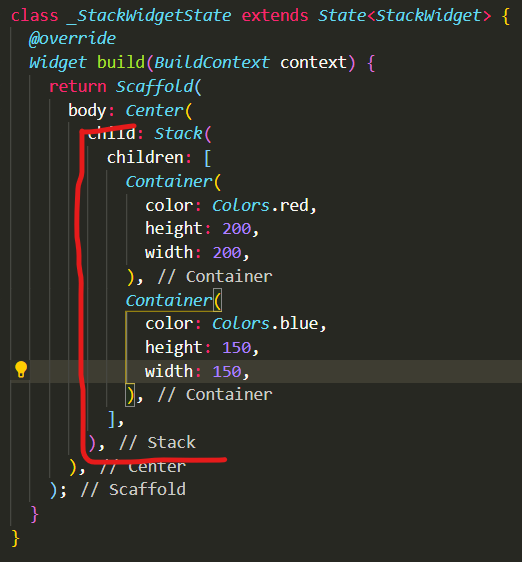 class _StackWidgetState extends State<StackWidget> {
  @override
  Widget build(BuildContext context) {
    return Scaffold(
      body: Center(
        child: Stack(
          children: [
            Container(
              color: Colors.red,
              height: 200,
              width: 200,
            ), // Container
            Container(
              color: Colors.blue,
              height: 150,
              width: 150,
            ), // Container
          ],
        ), // Stack
      ), // Center
    ); // Scaffold
  }
}